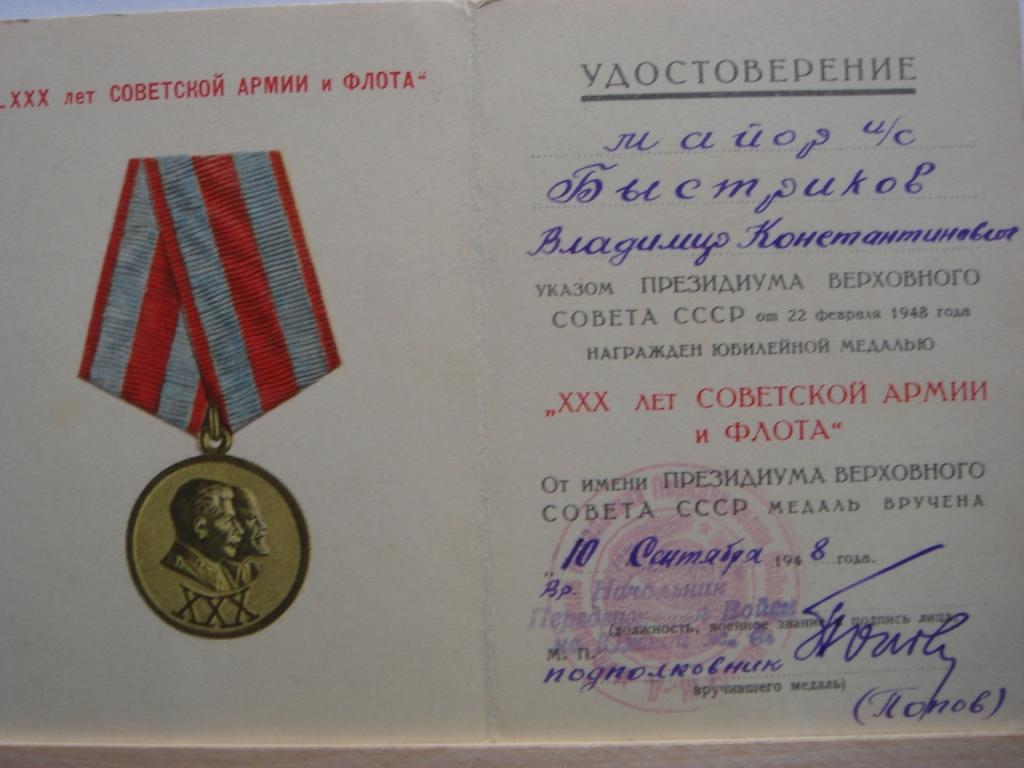 „XXX лет СОВЕТСКОЙ АРМИИ и ФЛОТА“
XXX
УДОСТОВЕРЕНИЕ
майор и/с
Быстриков
Владимир Константинович
указом ПРЕЗИДИУМА ВЕРХОВНОГО
СОВЕТА СССР от 22 февраля 1948 года
НАГРАЖДЕН ЮБИЛЕЙНОЙ МЕДАЛЬЮ
„XXX ЛЕТ СОВЕТСКОЙ АРМИИ
и ФЛОТА“
От имени ПРЕЗИДИУМА ВЕРХОВНОГО
СОВЕТА СССР МЕДАЛЬ ВРУЧЕНА
„10 Сентября 1948 года.
Вр. Начальник
Войск
(должность, военное звание и подпись лица,
М. П.
подполковник
вручившего медаль)
(Попов)